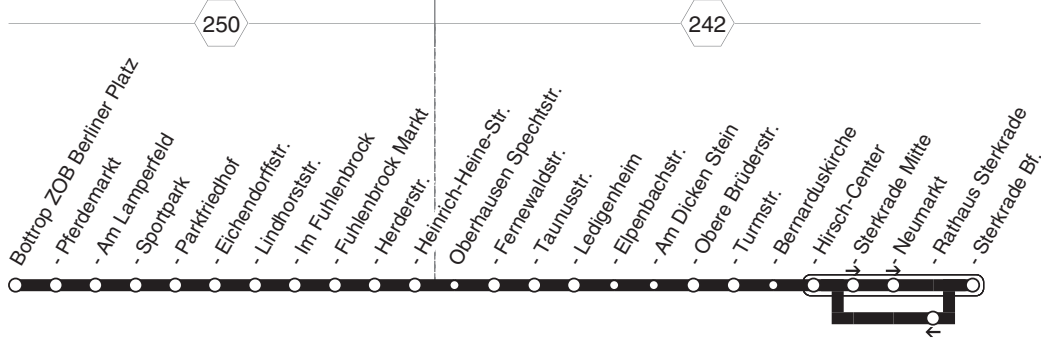 250
242
Bottrop ZOB Berliner Platz
- Pferdemarkt
- Am Lamperfeld
- Sportpark
- Parkfriedhof
- Eichendorffstr.
- Lindhorststr.
- Im Fuhlenbrock
- Fuhlenbrock Markt
- Herderstr.
- Heinrich-Heine-Str.
Oberhausen Spechtstr.
- Fernewaldstr.
- Taunusstr.
- Ledigenheim
- Elpenbachstr.
- Am Dicken Stein
- Obere Brüderstr.
- Turmstr.
- Bernarduskirche
- Hirsch-Center
- Sterkrade Mitte
- Neumarkt
- Rathaus Sterkrade
- Sterkrade Bf.